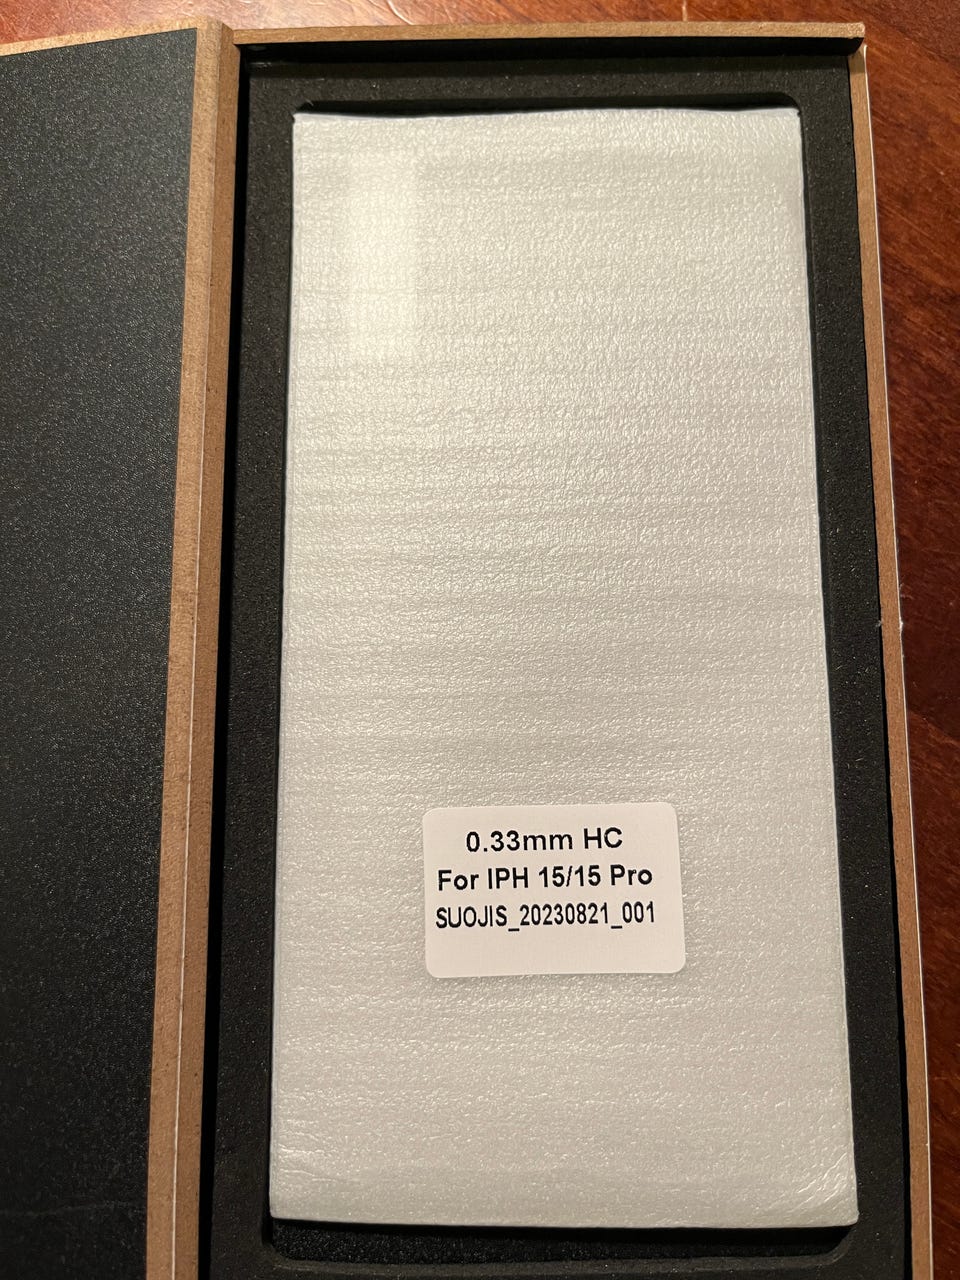 0.33mm HC
For IPH 15/15 Pro
SUOJIS_20230821_001